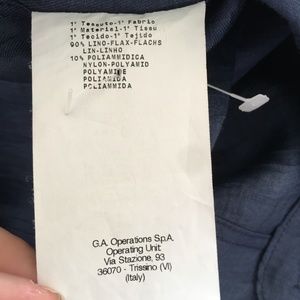 1° Tessuto-1° Fabric
1° Materiel-1° Tissu
1° Tecido-1° Tejido
90% LINO-FLAX-FLACHS
LIN-LINHO
10% POLIAMMIDICA
NYLON-POLYAMID
POLYAMIDE
POLIAMIDA
POLIAMMIDA
G.A. Operations S.p.A.
Operating Unit:
Via Stazione, 93
36070 - Trissino (VI)
(Italy)